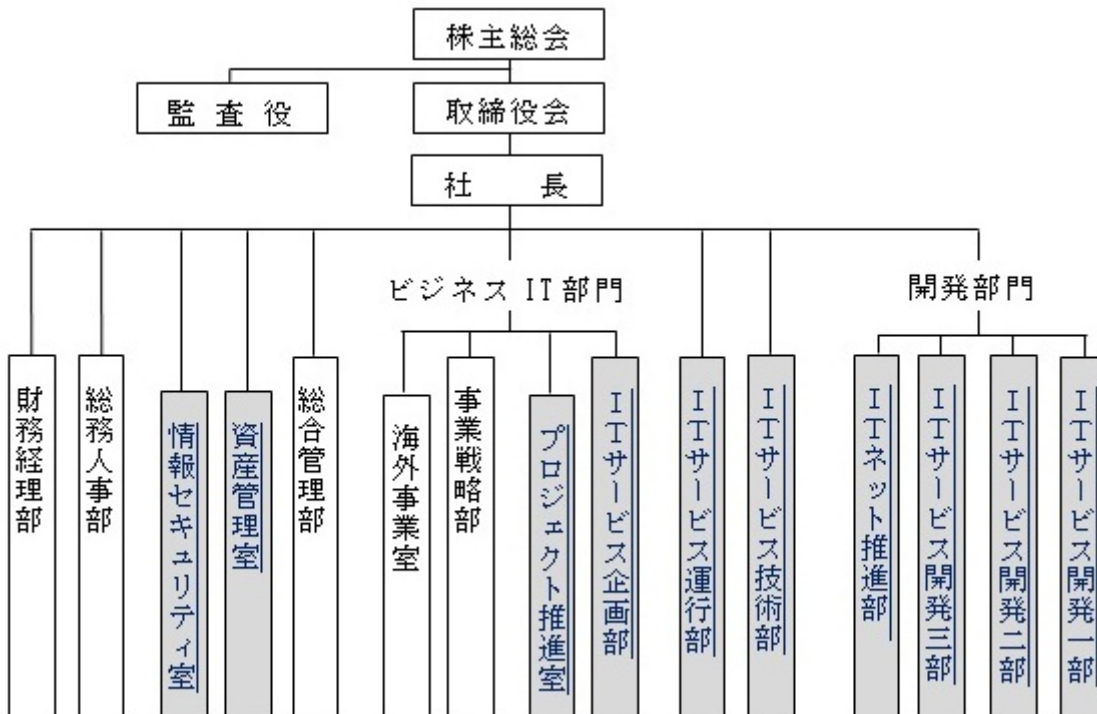 株主総会
監査役
取締役会
社長
ビジネスIT部門
開発部門
財務経理部
総務人事部
情報セキュリティ室
資産管理室
総合管理部
海外事業室
事業戦略部
プロジェクト推進室
ITサービス企画部
ITサービス運行部
ITサービス技術部
ITネット推進部
ITサービス開発三部
ITサービス開発二部
ITサービス開発一部